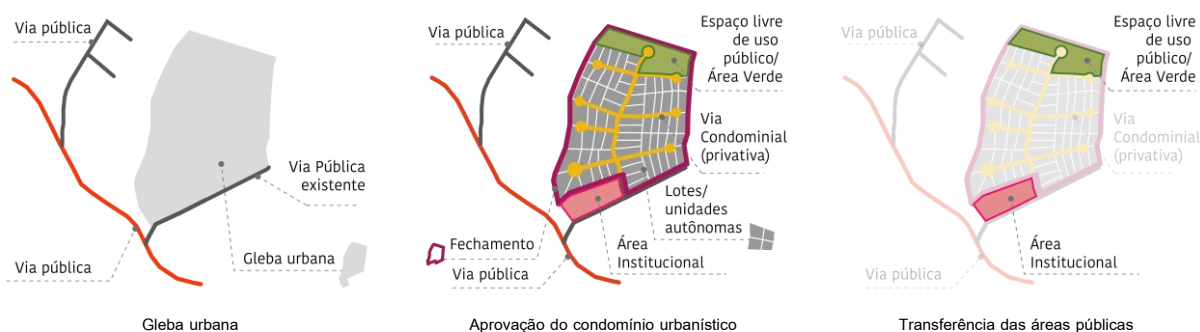 Via pública
Via pública
Gleba urbana
Via Pública
existente
Gleba urbana
Via pública
Espaço livre
de uso
público/
Área Verde
Via
Condominial
(privativa)
Lotes/
unidades
autônomas
Fechamento
Via pública
Área
Institucional
Aprovação do condomínio urbanístico
Via pública
Espaço livre
de uso
público/
Área Verde
Via
Condominial
(privativa)
Via pública
Área
Institucional
Transferência das áreas públicas